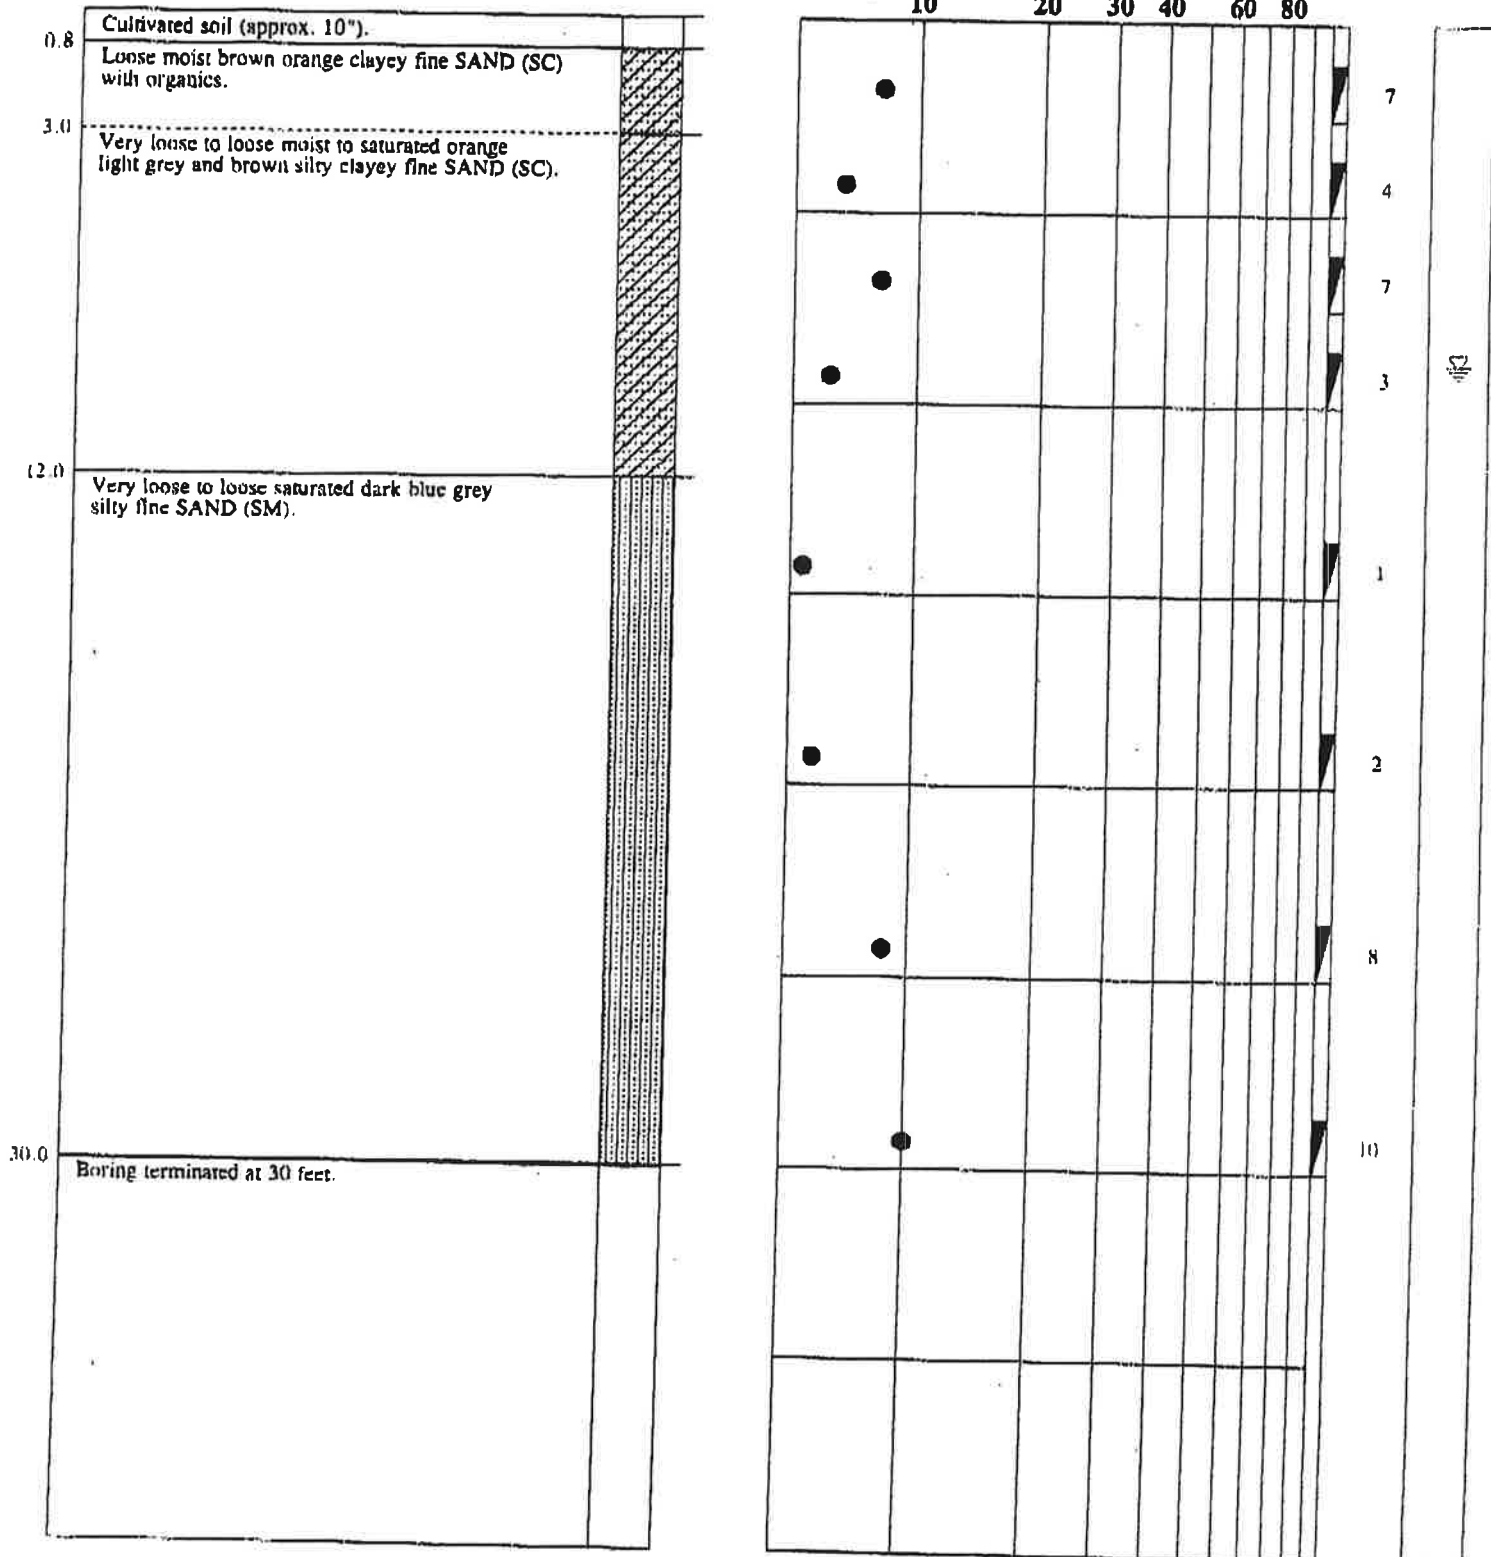 10 20 30 40 60 80
Cultivated soil (approx. 10").
0.8
Loose moist brown orange clayey fine SAND (SC)
with organics.
7
3.0
Very loose to loose moist to saturated orange
light grey and brown silty clayey fine SAND (SC).
4
7
3
12.0
Very loose to loose saturated dark blue grey
silty fine SAND (SM).
1
2
8
10
30.0
Boring terminated at 30 feet.